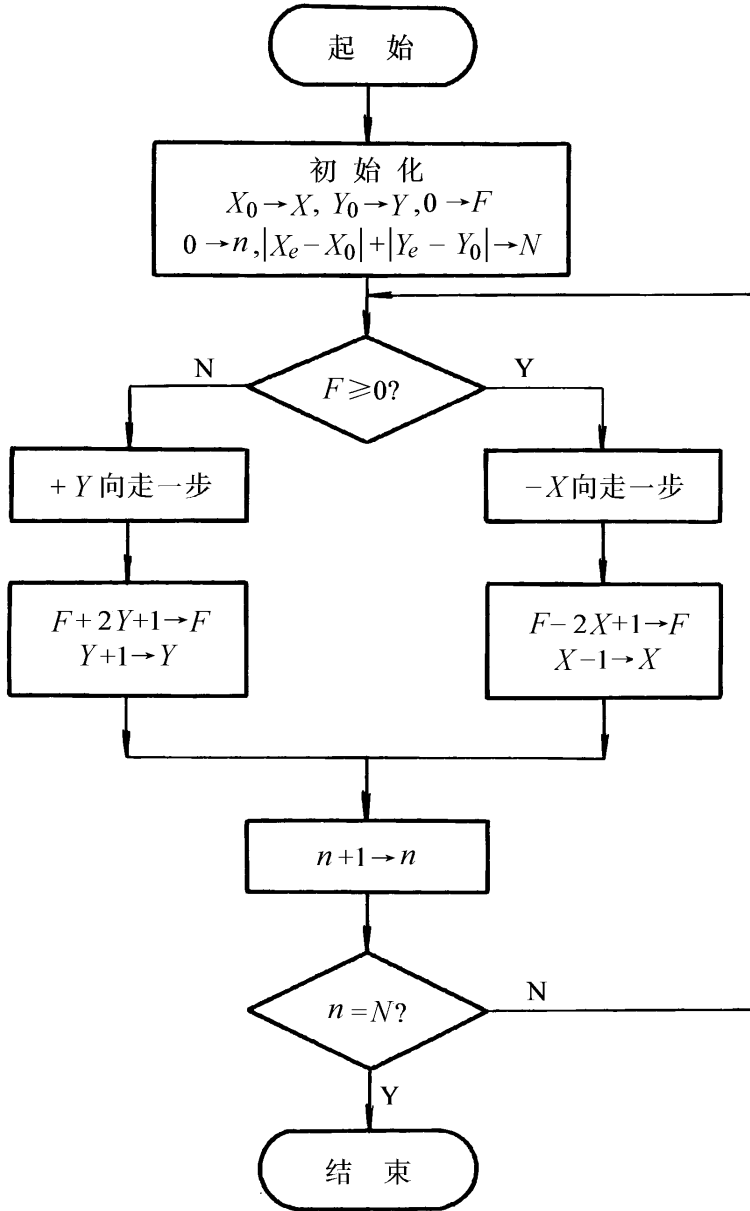 起 始
初 始 化
X₀→X, Y₀→Y,0→F
0→n,|Xₑ−X₀|+|Yₑ−Y₀|→N
N
F≥0?
Y
+Y向走一步
−X向走一步
F+2Y+1→F
Y+1→Y
F−2X+1→F
X−1→X
n+1→n
n=N?
N
Y
结 束